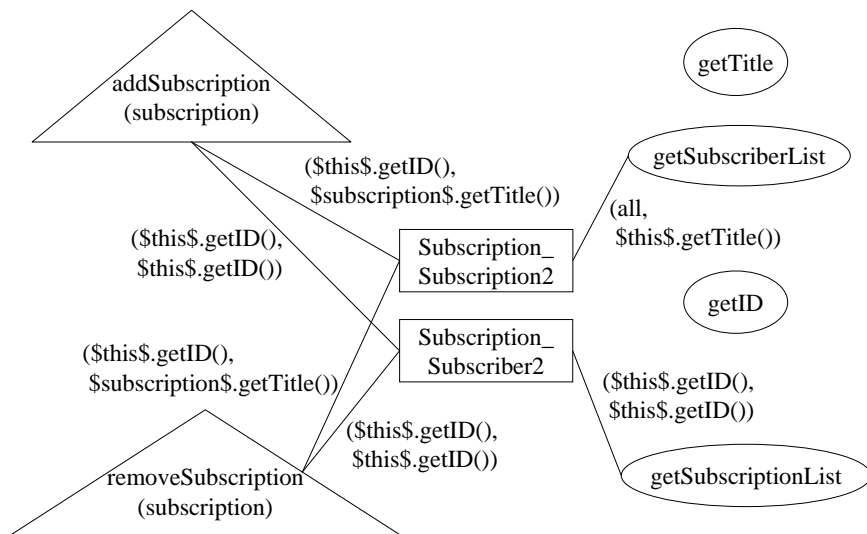 getTitle
addSubscription
(subscription)
getSubscriberList
($this$.getID(),
$subscription$.getTitle())
(all,
$this$.getTitle())
($this$.getID(),
$this$.getID())
Subscription_
Subscription2
getID
Subscription_
Subscriber2
($this$.getID(),
$subscription$.getTitle())
($this$.getID(),
$this$.getID())
($this$.getID(),
$this$.getID())
removeSubscription
(subscription)
getSubscriptionList